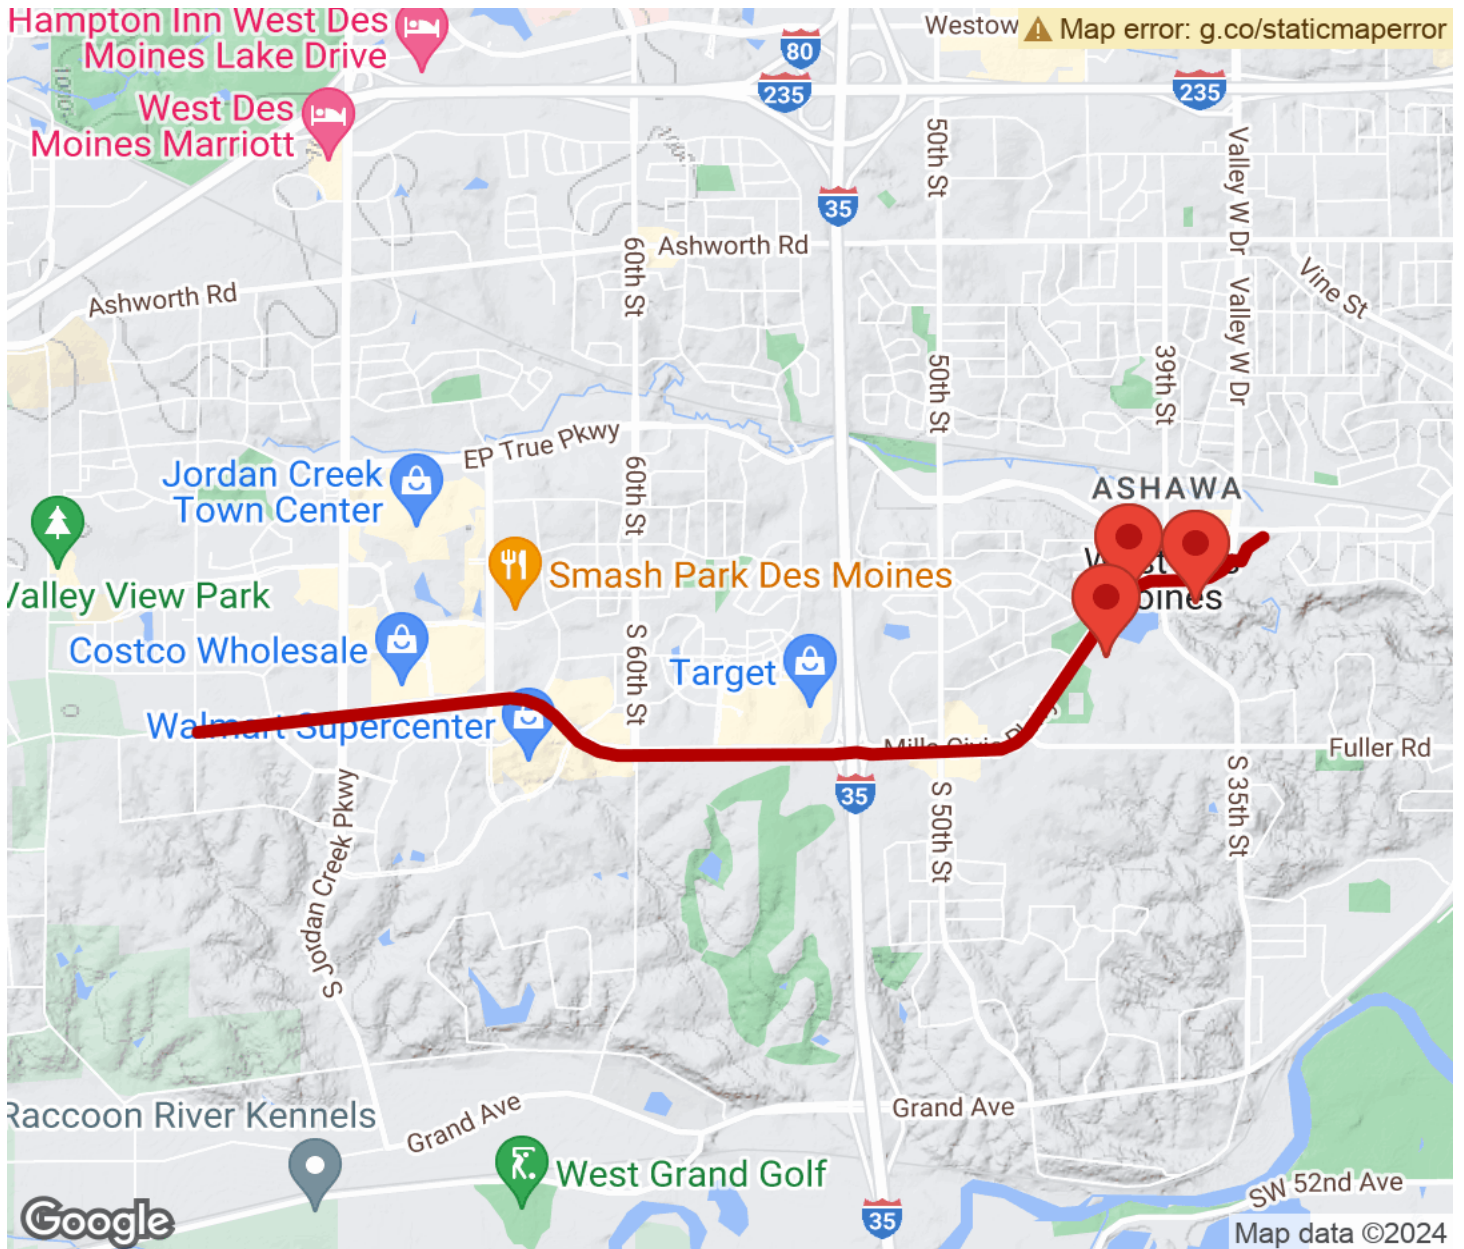 Hampton Inn West Des
Moines Lake Drive
80
Westow
Map error: g.co/staticmaperror
235
235
West Des
Moines Marriott
50th St
Valley W Dr
35
60th St
Ashworth Rd
Ashworth Rd
Vine St
Valley W Dr
39th St
50th St
EP True Pkwy
Jordan Creek
Town Center
60th St
ASHAWA
Smash Park Des Moines
Valley View Park
Costco Wholesale
S 60th St
Target
Walmart Supercenter
Fuller Rd
35
S Jordan Creek Pkwy
S 50th St
S 35th St
Raccoon River Kennels
Grand Ave
Grand Ave
West Grand Golf
SW 52nd Ave
35
Google
Map data ©2024